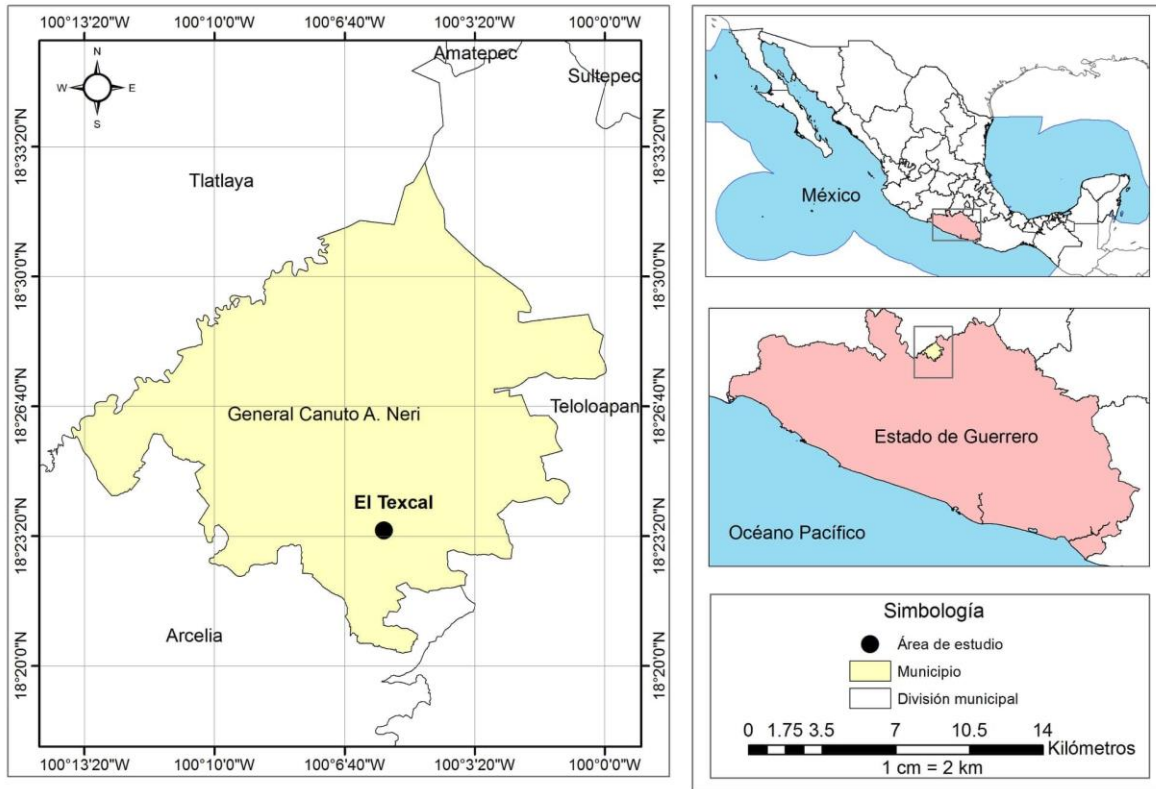 100°13'20"W 100°10'0"W 100°6'40"W 100°3'20"W 100°0'0"W
N
W E
S
Amatepec
Sultepec
18°33'20"N 18°33'20"N
Tlatlaya
18°30'0"N 18°30'0"N
18°26'40"N 18°26'40"N
General Canuto A. Neri
Teloloapan
El Texcal
18°23'20"N 18°23'20"N
Arcelia
18°20'0"N 18°20'0"N
100°13'20"W 100°10'0"W 100°6'40"W 100°3'20"W 100°0'0"W
México
Estado de Guerrero
Océano Pacífico
Simbología
Área de estudio
Municipio
División municipal
0 1.75 3.5 7 10.5 14
Kilómetros
1 cm = 2 km